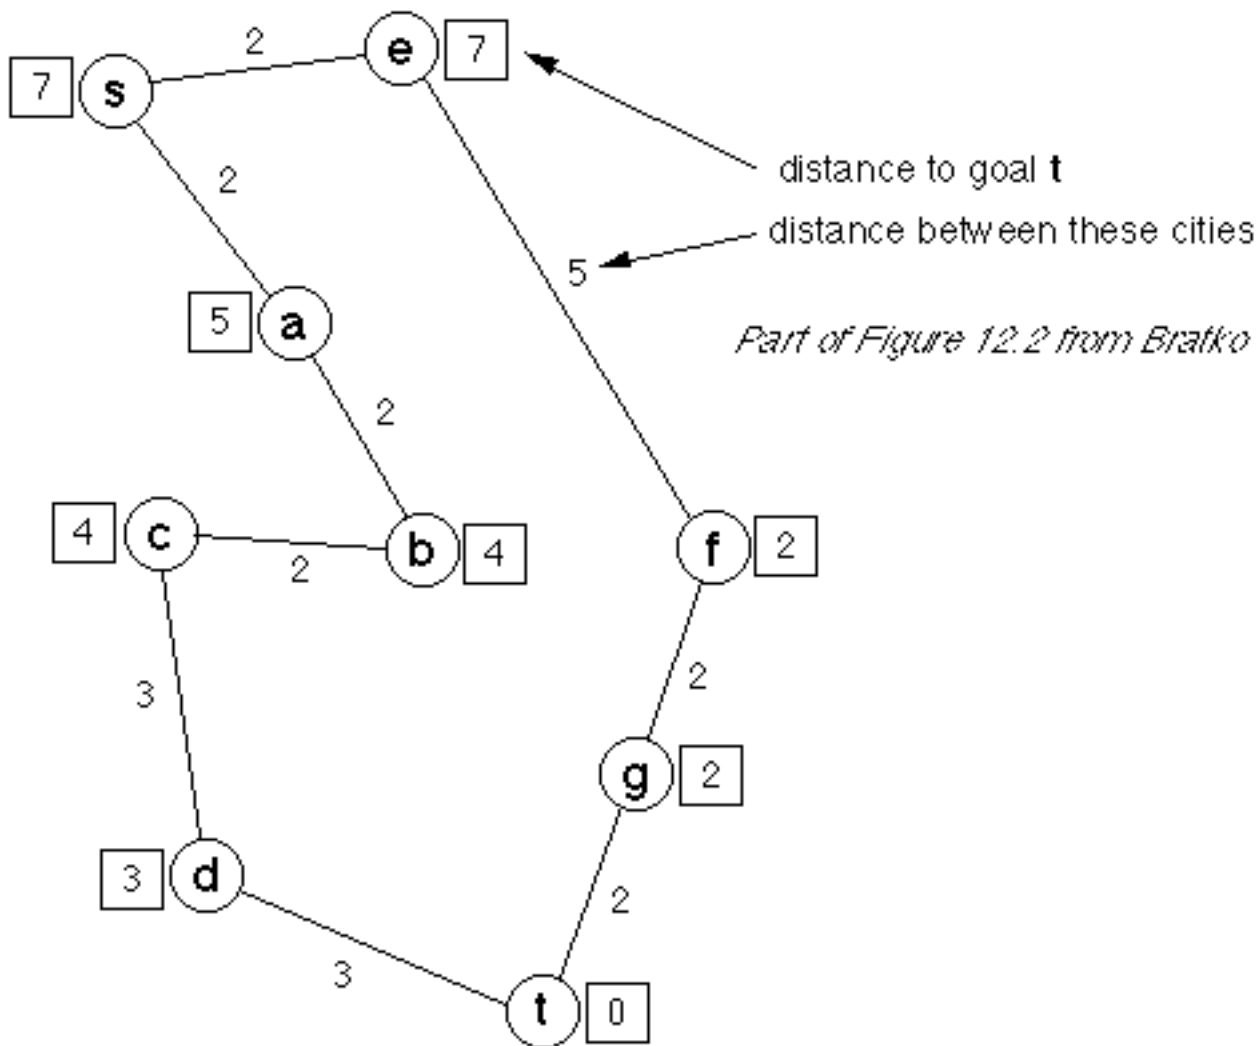 2
e
7
7
s
distance to goal t
2
distance between these cities
5
5
a
Part of Figure 12.2 from Bratko
2
4
c
b
4
f
2
2
3
2
g
2
3
d
2
3
t
0